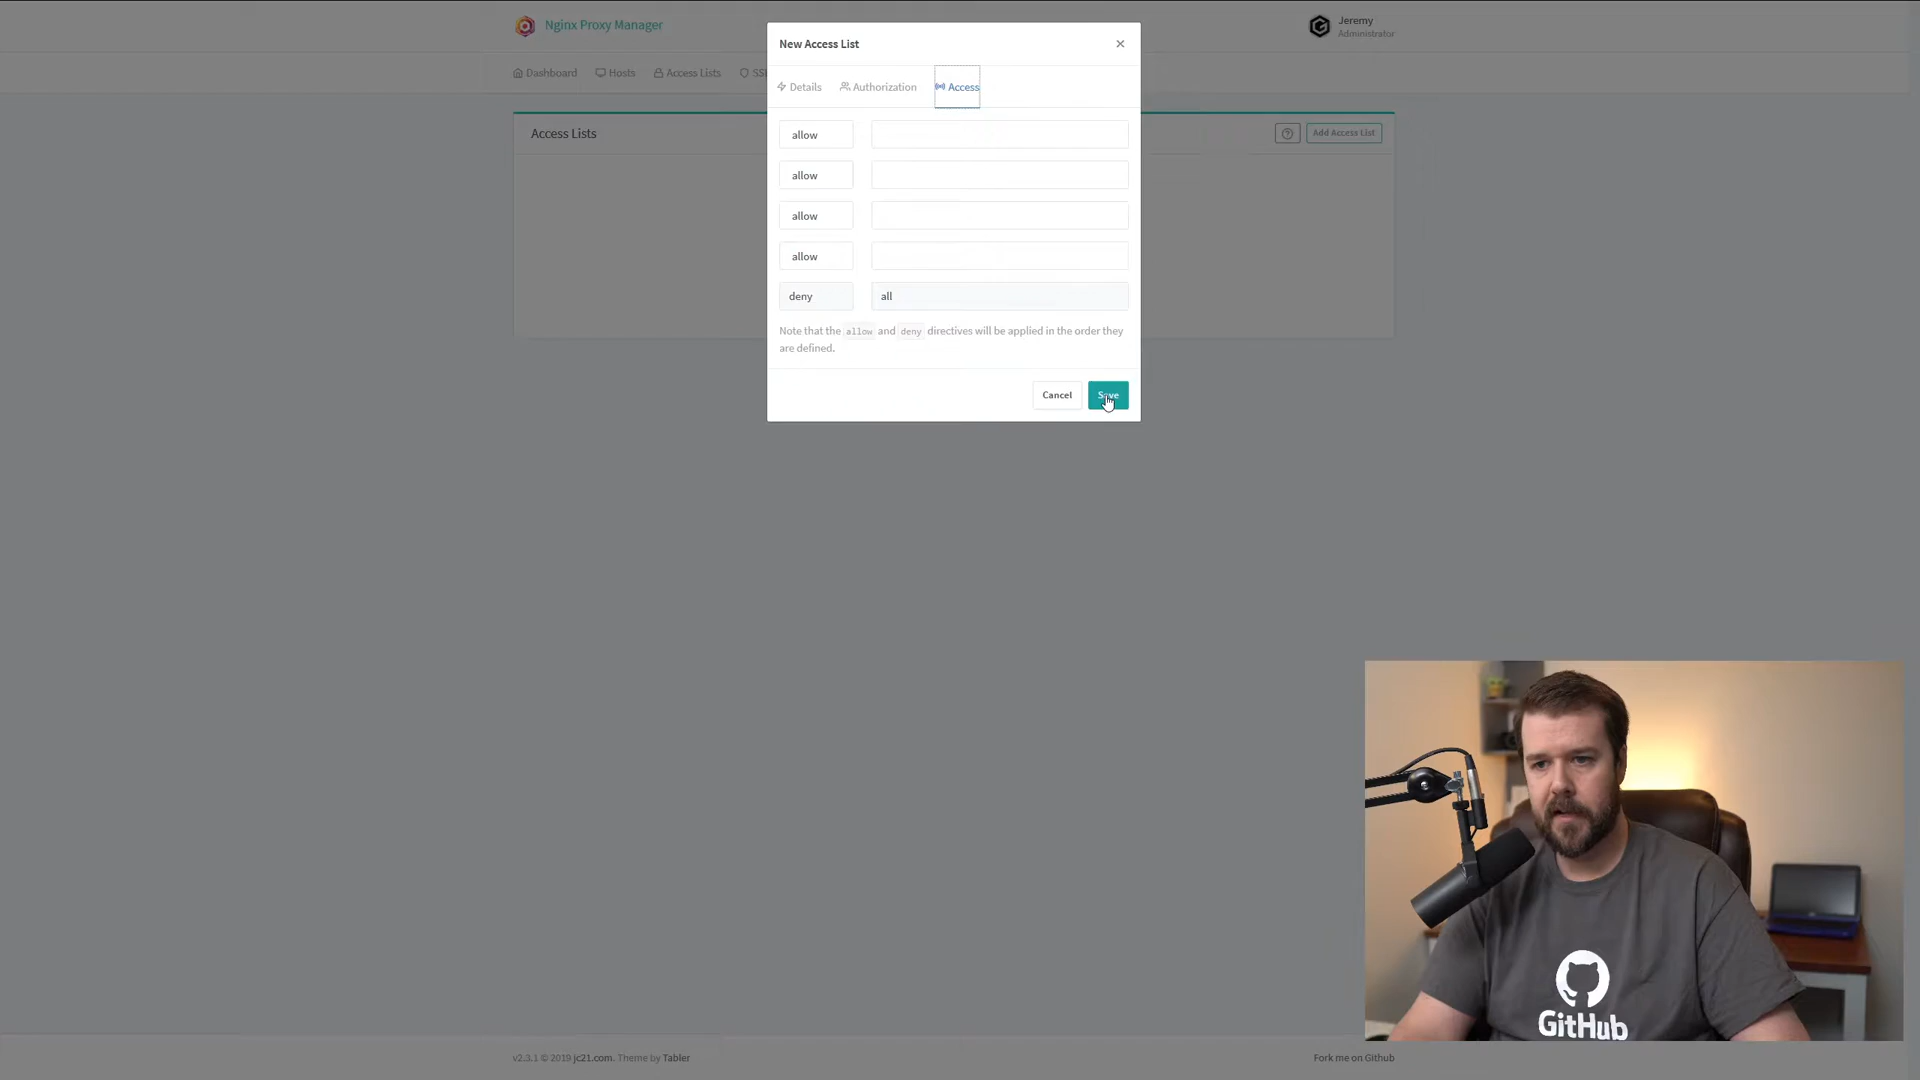 Nginx Proxy Manager
Jeremy
Administrator
Dashboard
Hosts
Access Lists
New Access List
×
Details
Authorization
Access
Access Lists
Add Access List
allow
allow
allow
allow
deny
all
Note that the allow and deny directives will be applied in the order they
are defined.
Cancel
Save
GitHub
v2.3.1 © 2019 jc21.com. Theme by Tabler
Fork me on Github